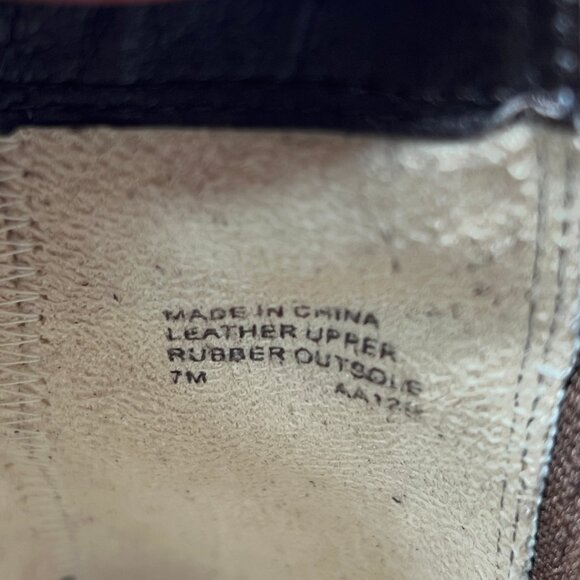 MADE IN CHINA
LEATHER UPPER
RUBBER OUTSOLE
7M